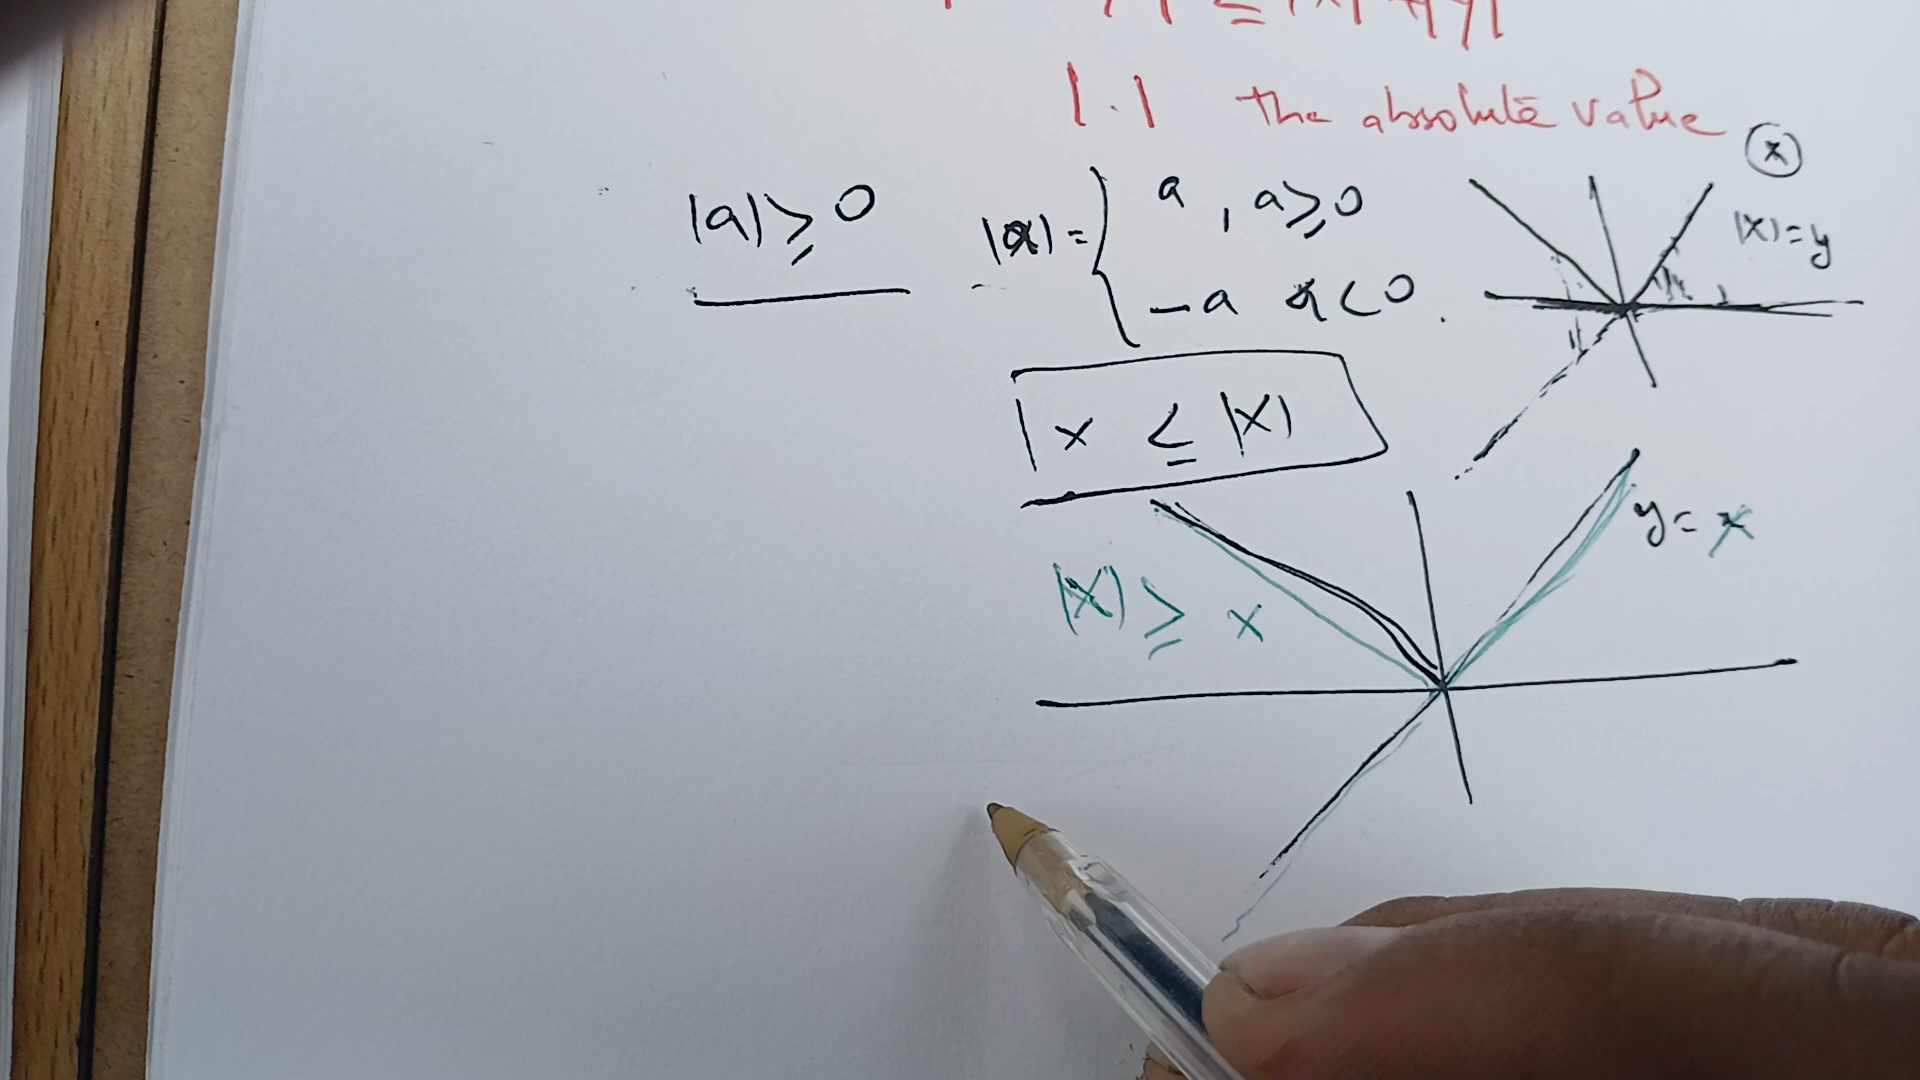 ≤ |x| + |y|
1.1 the absolute value
|a| ≥ 0
|a| = { a , a ≥ 0
-a a < 0 .
x
|x| = y
x ≤ |x|
y = x
|x| ≥ x